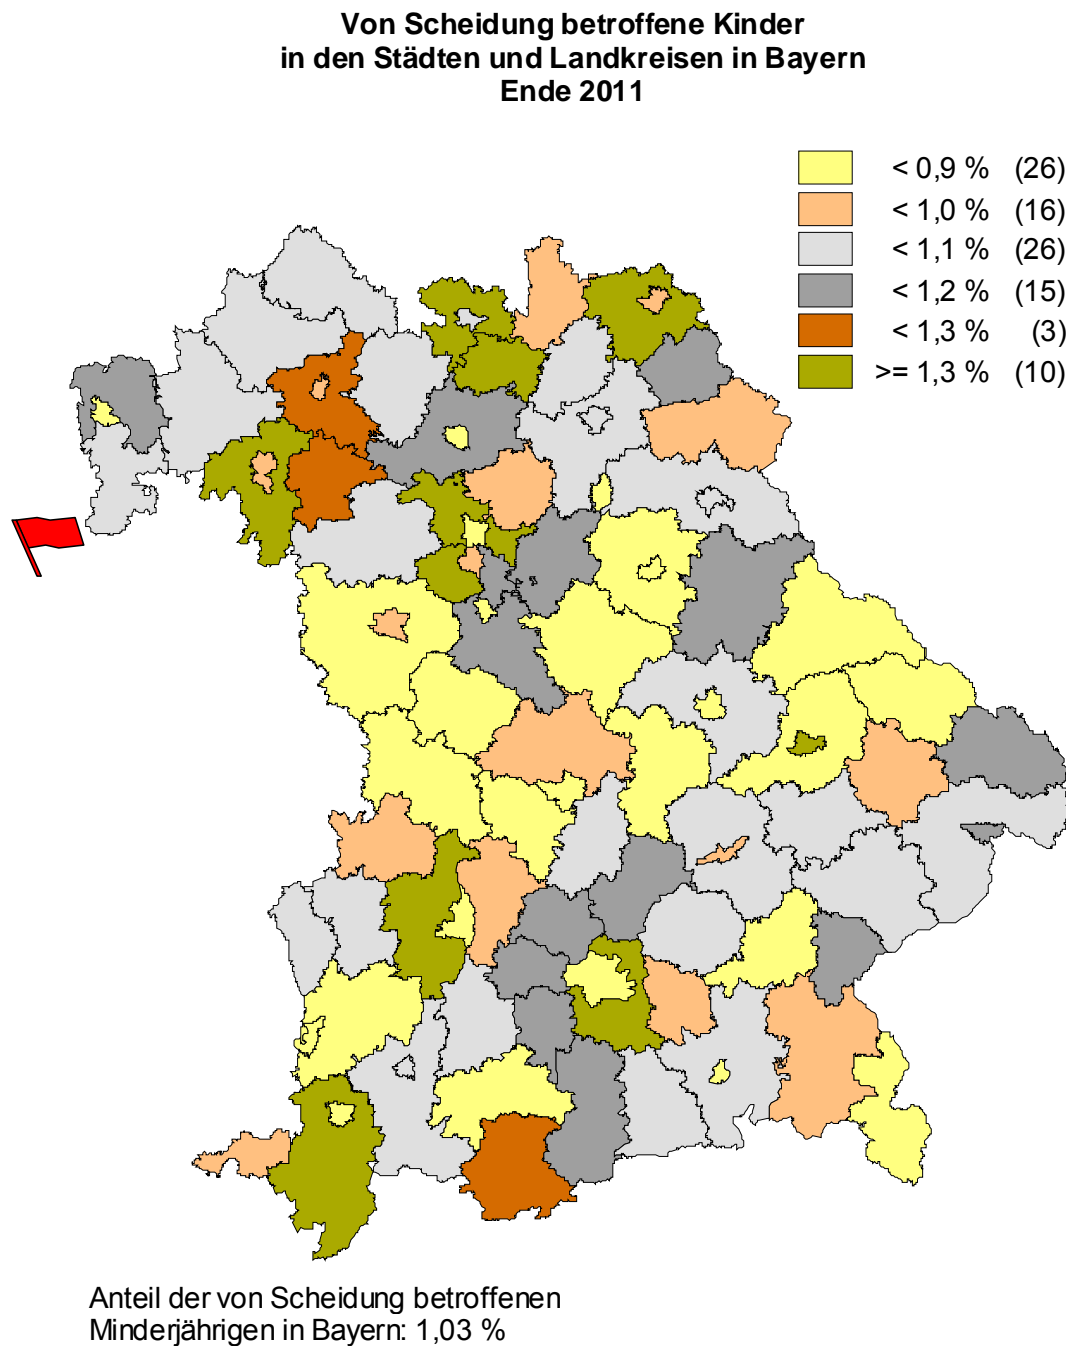 Von Scheidung betroffene Kinder
in den Städten und Landkreisen in Bayern
Ende 2011
< 0,9 % (26)
< 1,0 % (16)
< 1,1 % (26)
< 1,2 % (15)
< 1,3 % (3)
>= 1,3 % (10)
Anteil der von Scheidung betroffenen
Minderjährigen in Bayern: 1,03 %